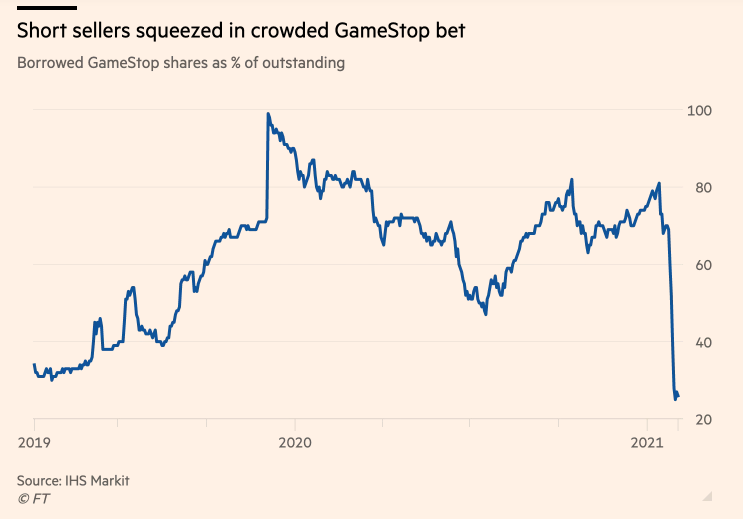 Short sellers squeezed in crowded GameStop bet
Borrowed GameStop shares as % of outstanding
100
80
60
40
20
2019 2020 2021
Source: IHS Markit
© FT